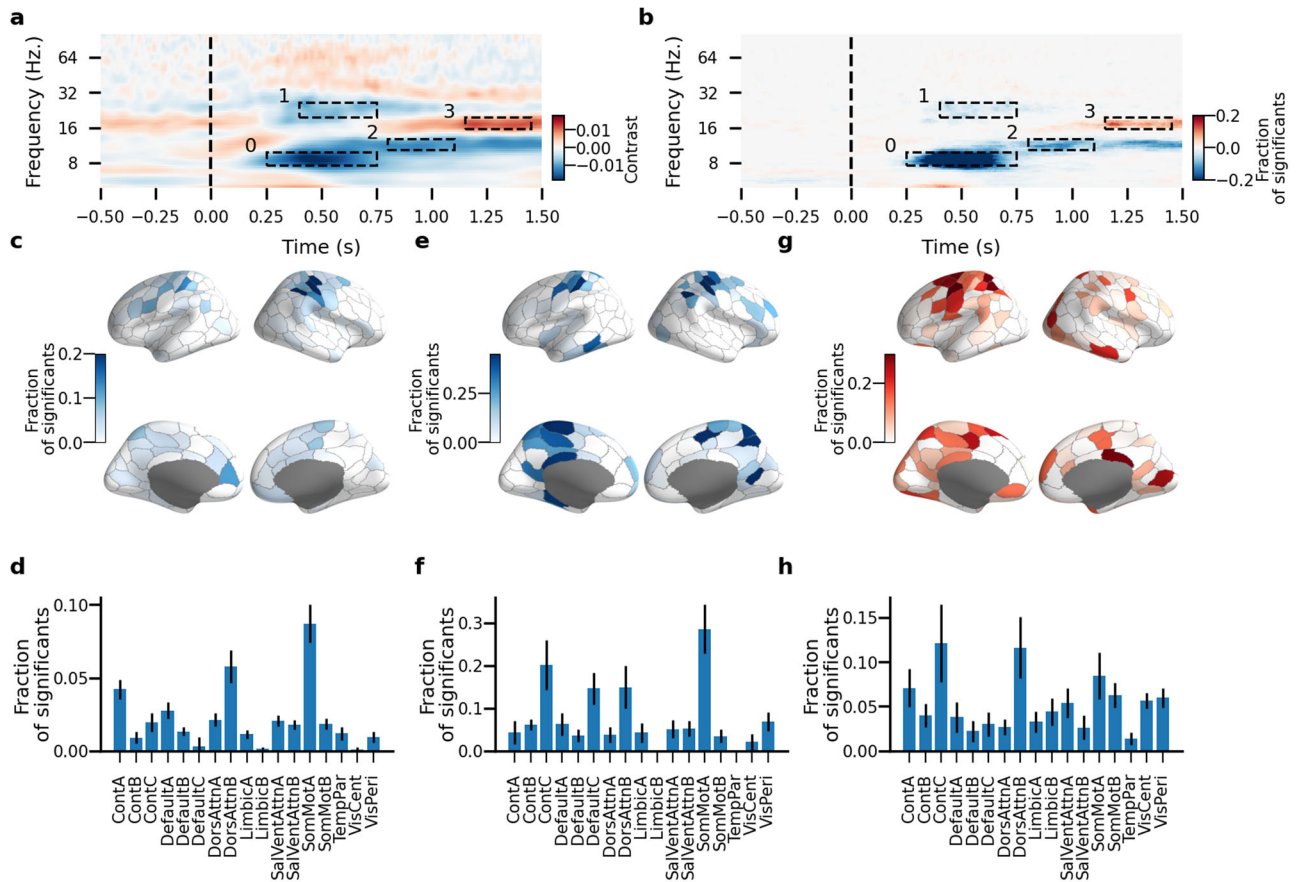 a
b
Frequency (Hz.)
64
32
16
8
0
1
2
3
0.01
0.00
−0.01
Contrast
−0.50
−0.25
0.00
0.25
0.50
0.75
1.00
1.25
1.50
Time (s)
Frequency (Hz.)
64
32
16
8
0
1
2
3
0.2
0.0
−0.2
Fraction
of significants
−0.50
−0.25
0.00
0.25
0.50
0.75
1.00
1.25
1.50
Time (s)
c
e
g
Fraction
of significants
0.2
0.0
Fraction
of significants
0.25
0.00
Fraction
of significants
0.2
0.0
d
f
h
Fraction
of significants
0.10
0.05
0.00
ContA
ContB
ContC
DefaultA
DefaultB
DefaultC
DorsAttnA
DorsAttnB
LimbicA
LimbicB
SalVentAttnA
SalVentAttnB
SomMotA
SomMotB
TempPar
VisCent
VisPeri
Fraction
of significants
0.3
0.2
0.1
0.0
ContA
ContB
ContC
DefaultA
DefaultB
DefaultC
DorsAttnA
DorsAttnB
LimbicA
LimbicB
SalVentAttnA
SalVentAttnB
SomMotA
SomMotB
TempPar
VisCent
VisPeri
Fraction
of significants
0.15
0.10
0.05
0.00
ContA
ContB
ContC
DefaultA
DefaultB
DefaultC
DorsAttnA
DorsAttnB
LimbicA
LimbicB
SalVentAttnA
SalVentAttnB
SomMotA
SomMotB
TempPar
VisCent
VisPeri